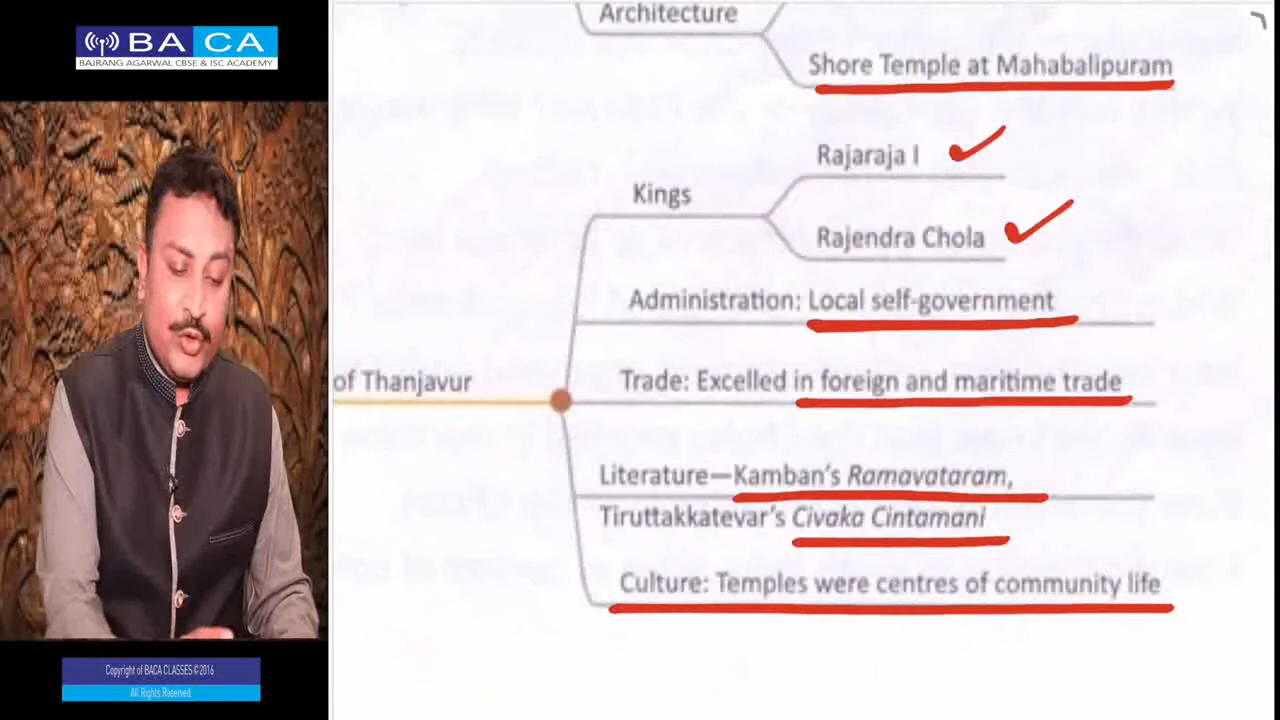 BACA
BAJRANG AGARWAL CBSE & ISC ACADEMY
Architecture
Shore Temple at Mahabalipuram
Rajaraja I
Kings
Rajendra Chola
Administration: Local self-government
of Thanjavur
Trade: Excelled in foreign and maritime trade
Literature—Kamban's Ramavataram,
Tiruttakkatevar's Civaka Cintamani
Culture: Temples were centres of community life
Copyright of BACA CLASSES ©2016
All Rights Reserved.